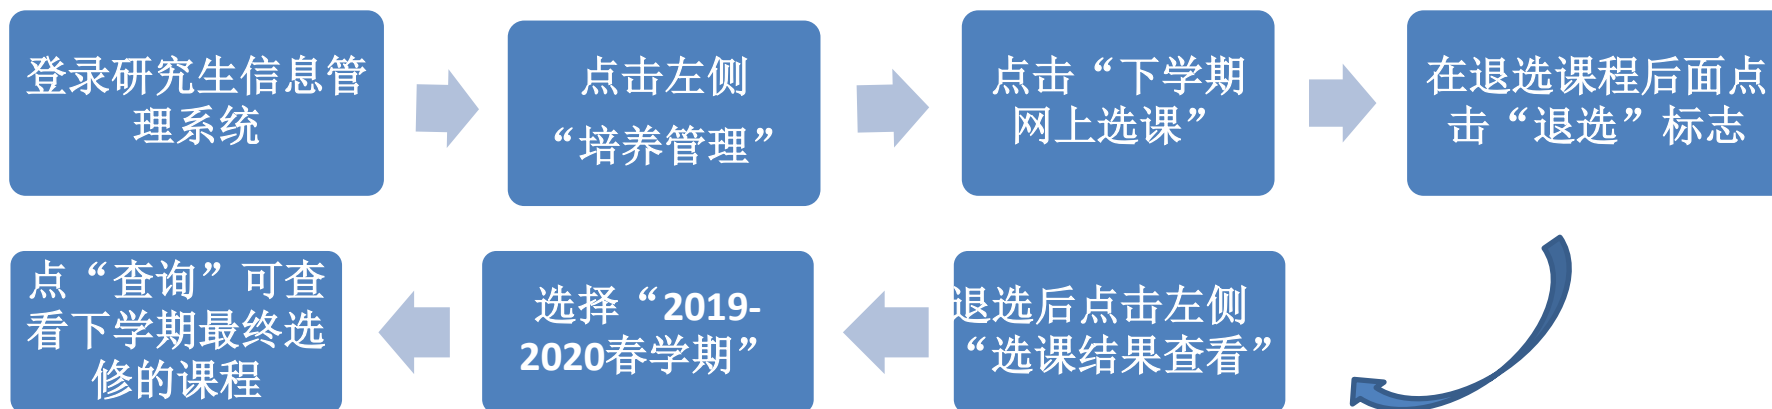 登录研究生信息管
理系统
点击左侧
“培养管理”
点击“下学期
网上选课”
在退选课程后面点
击“退选”标志
退选后点击左侧
“选课结果查看”
选择“2019-
2020春学期”
点“查询”可查
看下学期最终选
修的课程